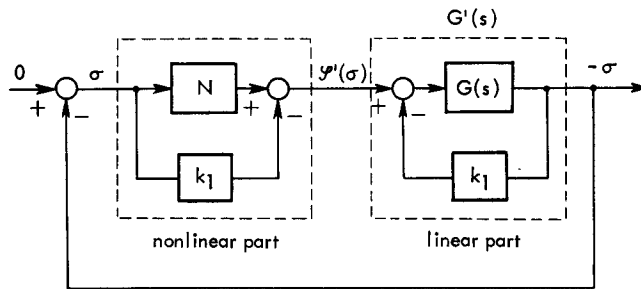 G'(s)
0 σ N φ'(σ) G(s) -σ
+ - + - + -
k₁ k₁
nonlinear part linear part